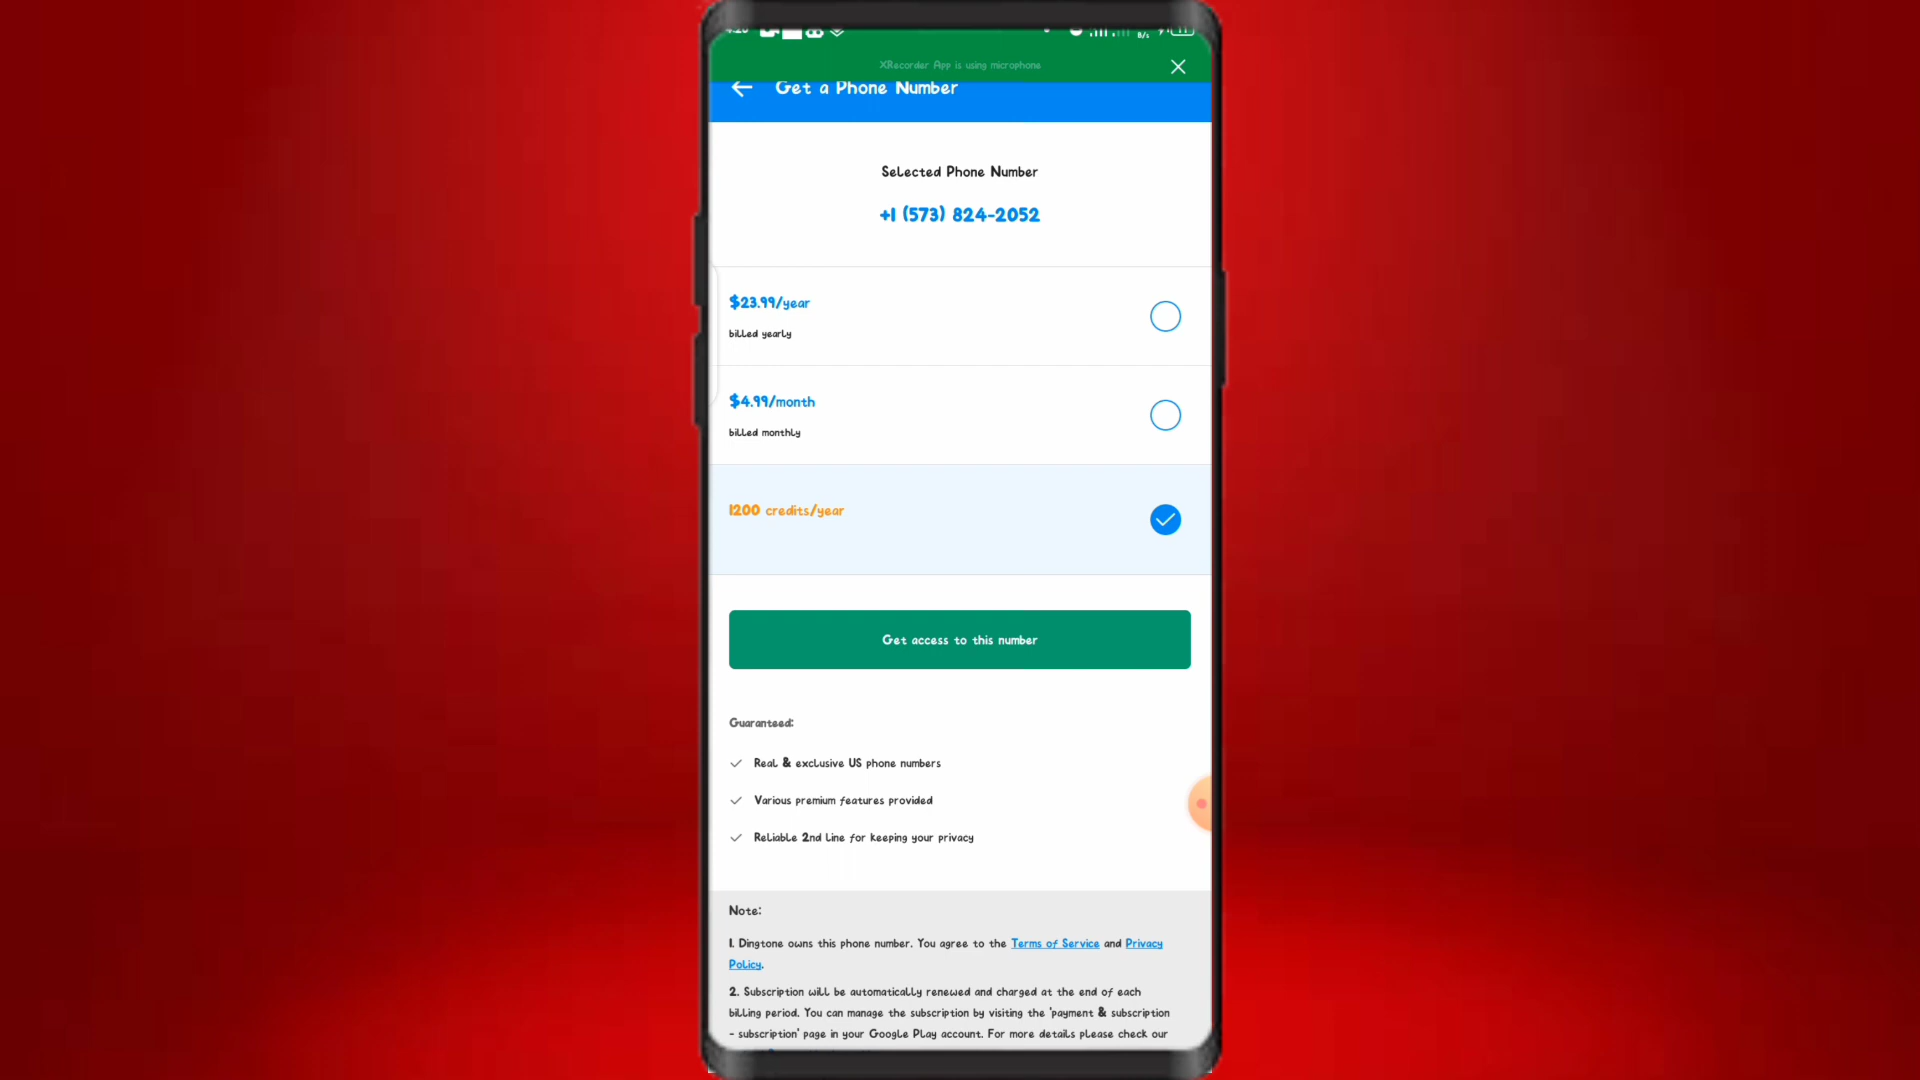 4:20
B/s
XRecorder App is using microphone
Get a Phone Number
Selected Phone Number
+1 (573) 824-2052
$23.99/year
billed yearly
$4.99/month
billed monthly
1200 credits/year
Get access to this number
Guaranteed:
Real & exclusive US phone numbers
Various premium features provided
Reliable 2nd line for keeping your privacy
Note:
1. Dingtone owns this phone number. You agree to the Terms of Service and Privacy
Policy.
2. Subscription will be automatically renewed and charged at the end of each
billing period. You can manage the subscription by visiting the 'payment & subscription
- subscription' page in your Google Play account. For more details please check our